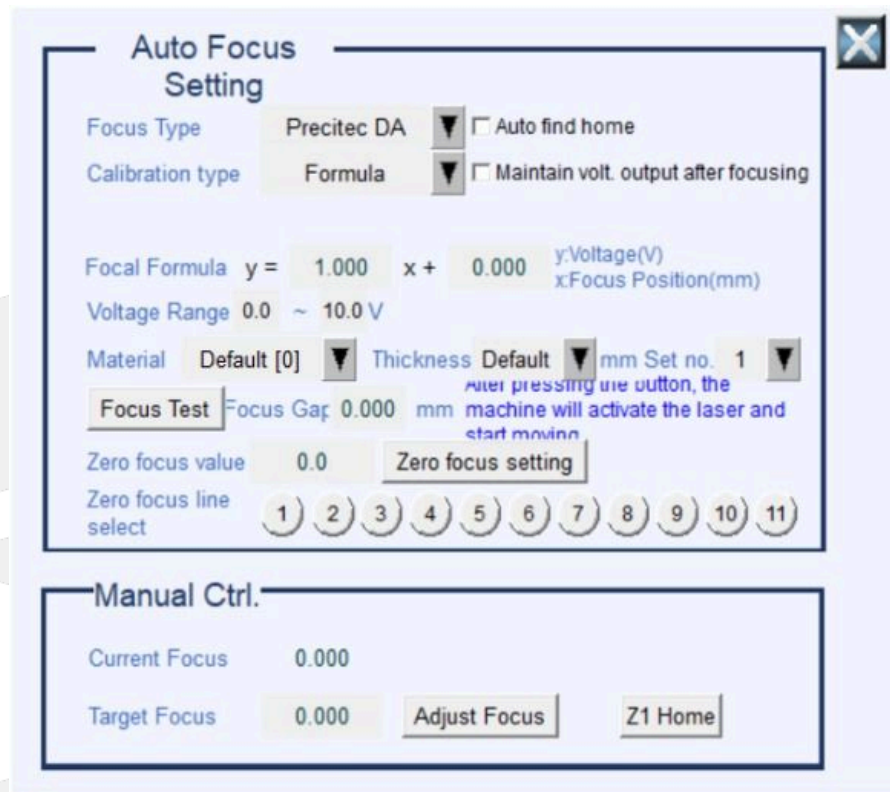 Auto Focus
Setting
Focus Type Precitec DA Auto find home
Calibration type Formula Maintain volt. output after focusing
Focal Formula y = 1.000 x + 0.000 y:Voltage(V)
x:Focus Position(mm)
Voltage Range 0.0 ~ 10.0 V
Material Default [0] Thickness Default mm Set no. 1
After pressing the button, the
Focus Test Focus Gap 0.000 mm machine will activate the laser and
start moving
Zero focus value 0.0 Zero focus setting
Zero focus line
select 1 2 3 4 5 6 7 8 9 10 11
Manual Ctrl.
Current Focus 0.000
Target Focus 0.000 Adjust Focus Z1 Home